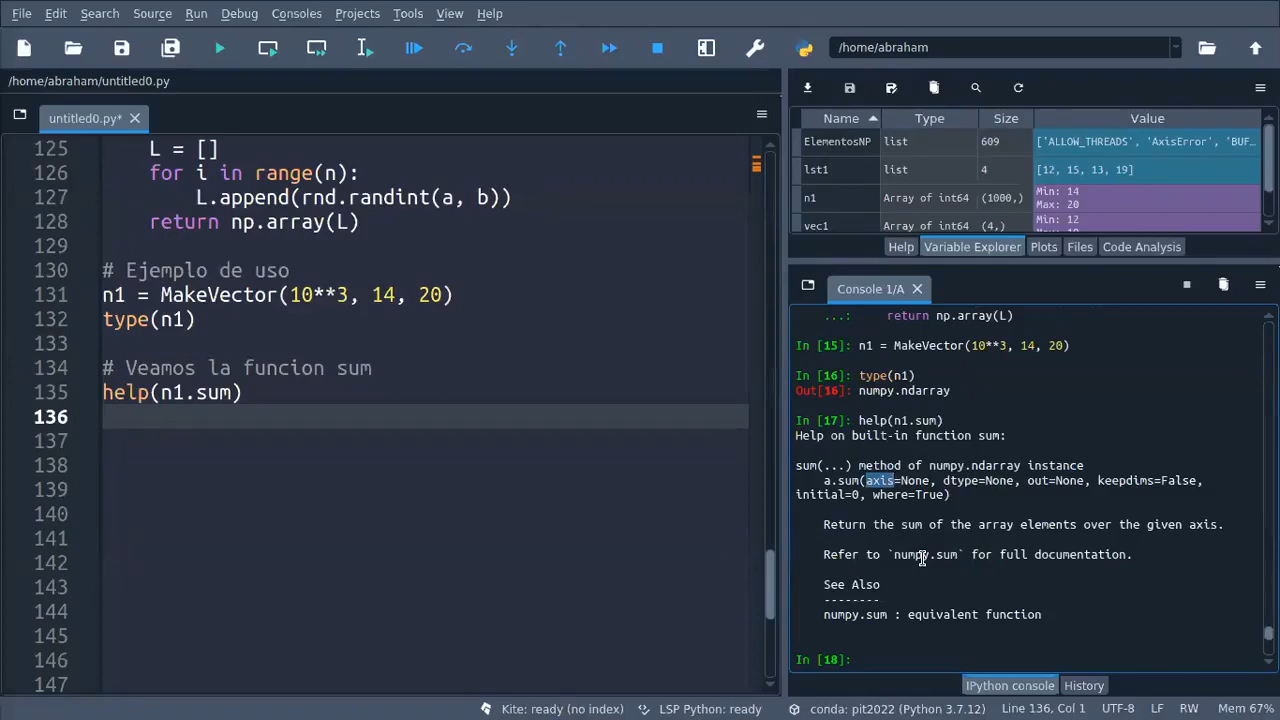 File Edit Search Source Run Debug Consoles Projects Tools View Help
/home/abraham
/home/abraham/untitled0.py
untitled0.py*
125 L = []
126 for i in range(n):
127 L.append(rnd.randint(a, b))
128 return np.array(L)
129
130 # Ejemplo de uso
131 n1 = MakeVector(10**3, 14, 20)
132 type(n1)
133
134 # Veamos la funcion sum
135 help(n1.sum)
136
137
138
139
140
141
142
143
144
145
146
147
Name Type Size Value
ElementosNP list 609 ['ALLOW_THREADS', 'AxisError', 'BUF…
lst1 list 4 [12, 15, 13, 19]
n1 Array of int64 (1000,) Min: 14
Max: 20
vec1 Array of int64 (4,) Min: 12
Help Variable Explorer Plots Files Code Analysis
Console 1/A
...: return np.array(L)
In [15]: n1 = MakeVector(10**3, 14, 20)
In [16]: type(n1)
Out[16]: numpy.ndarray
In [17]: help(n1.sum)
Help on built-in function sum:
sum(...) method of numpy.ndarray instance
a.sum(axis=None, dtype=None, out=None, keepdims=False,
initial=0, where=True)
Return the sum of the array elements over the given axis.
Refer to `numpy.sum` for full documentation.
See Also
--------
numpy.sum : equivalent function
In [18]:
IPython console History
Kite: ready (no index) LSP Python: ready conda: pit2022 (Python 3.7.12) Line 136, Col 1 UTF-8 LF RW Mem 67%